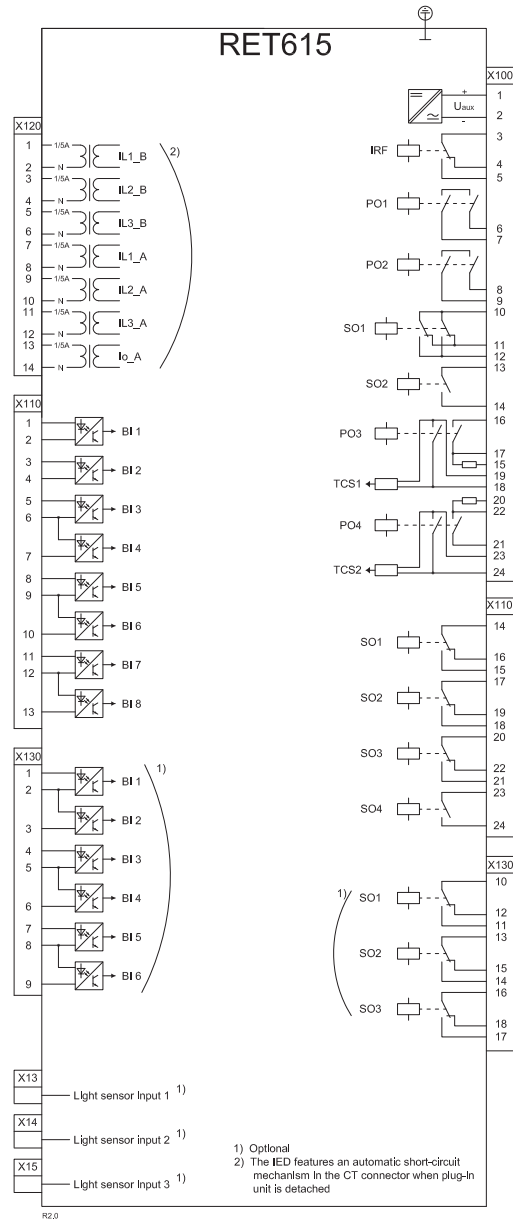 RET615
X120
1 1/5A IL1_B 2)
2 N
3 1/5A IL2_B
4 N
5 1/5A IL3_B
6 N
7 1/5A IL1_A
8 N
9 1/5A IL2_A
10 N
11 1/5A IL3_A
12 N
13 1/5A Io_A
14 N
X110
1 BI 1
2
3 BI 2
4
5 BI 3
6
7 BI 4
8 BI 5
9
10 BI 6
11 BI 7
12
13 BI 8
X130
1 BI 1 1)
2
3 BI 2
4 BI 3
5
6 BI 4
7 BI 5
8
9 BI 6
X13
Light sensor input 1 1)
X14
Light sensor input 2 1)
X15
Light sensor input 3 1)
X100
1
+
Uaux
2
-
IRF 3
4
5
PO1
6
7
PO2
8
9
SO1 10
11
12
SO2 13
14
PO3 16
17
15
19
TCS1 18
20
22
PO4
21
23
TCS2 24
X110
14
SO1
16
15
17
SO2
19
18
20
SO3
22
21
23
SO4
24
X130
10
1) SO1
12
11
13
SO2
15
14
16
SO3
18
17
1) Optional
2) The IED features an automatic short-circuit
mechanism in the CT connector when plug-in
unit is detached
R2,0